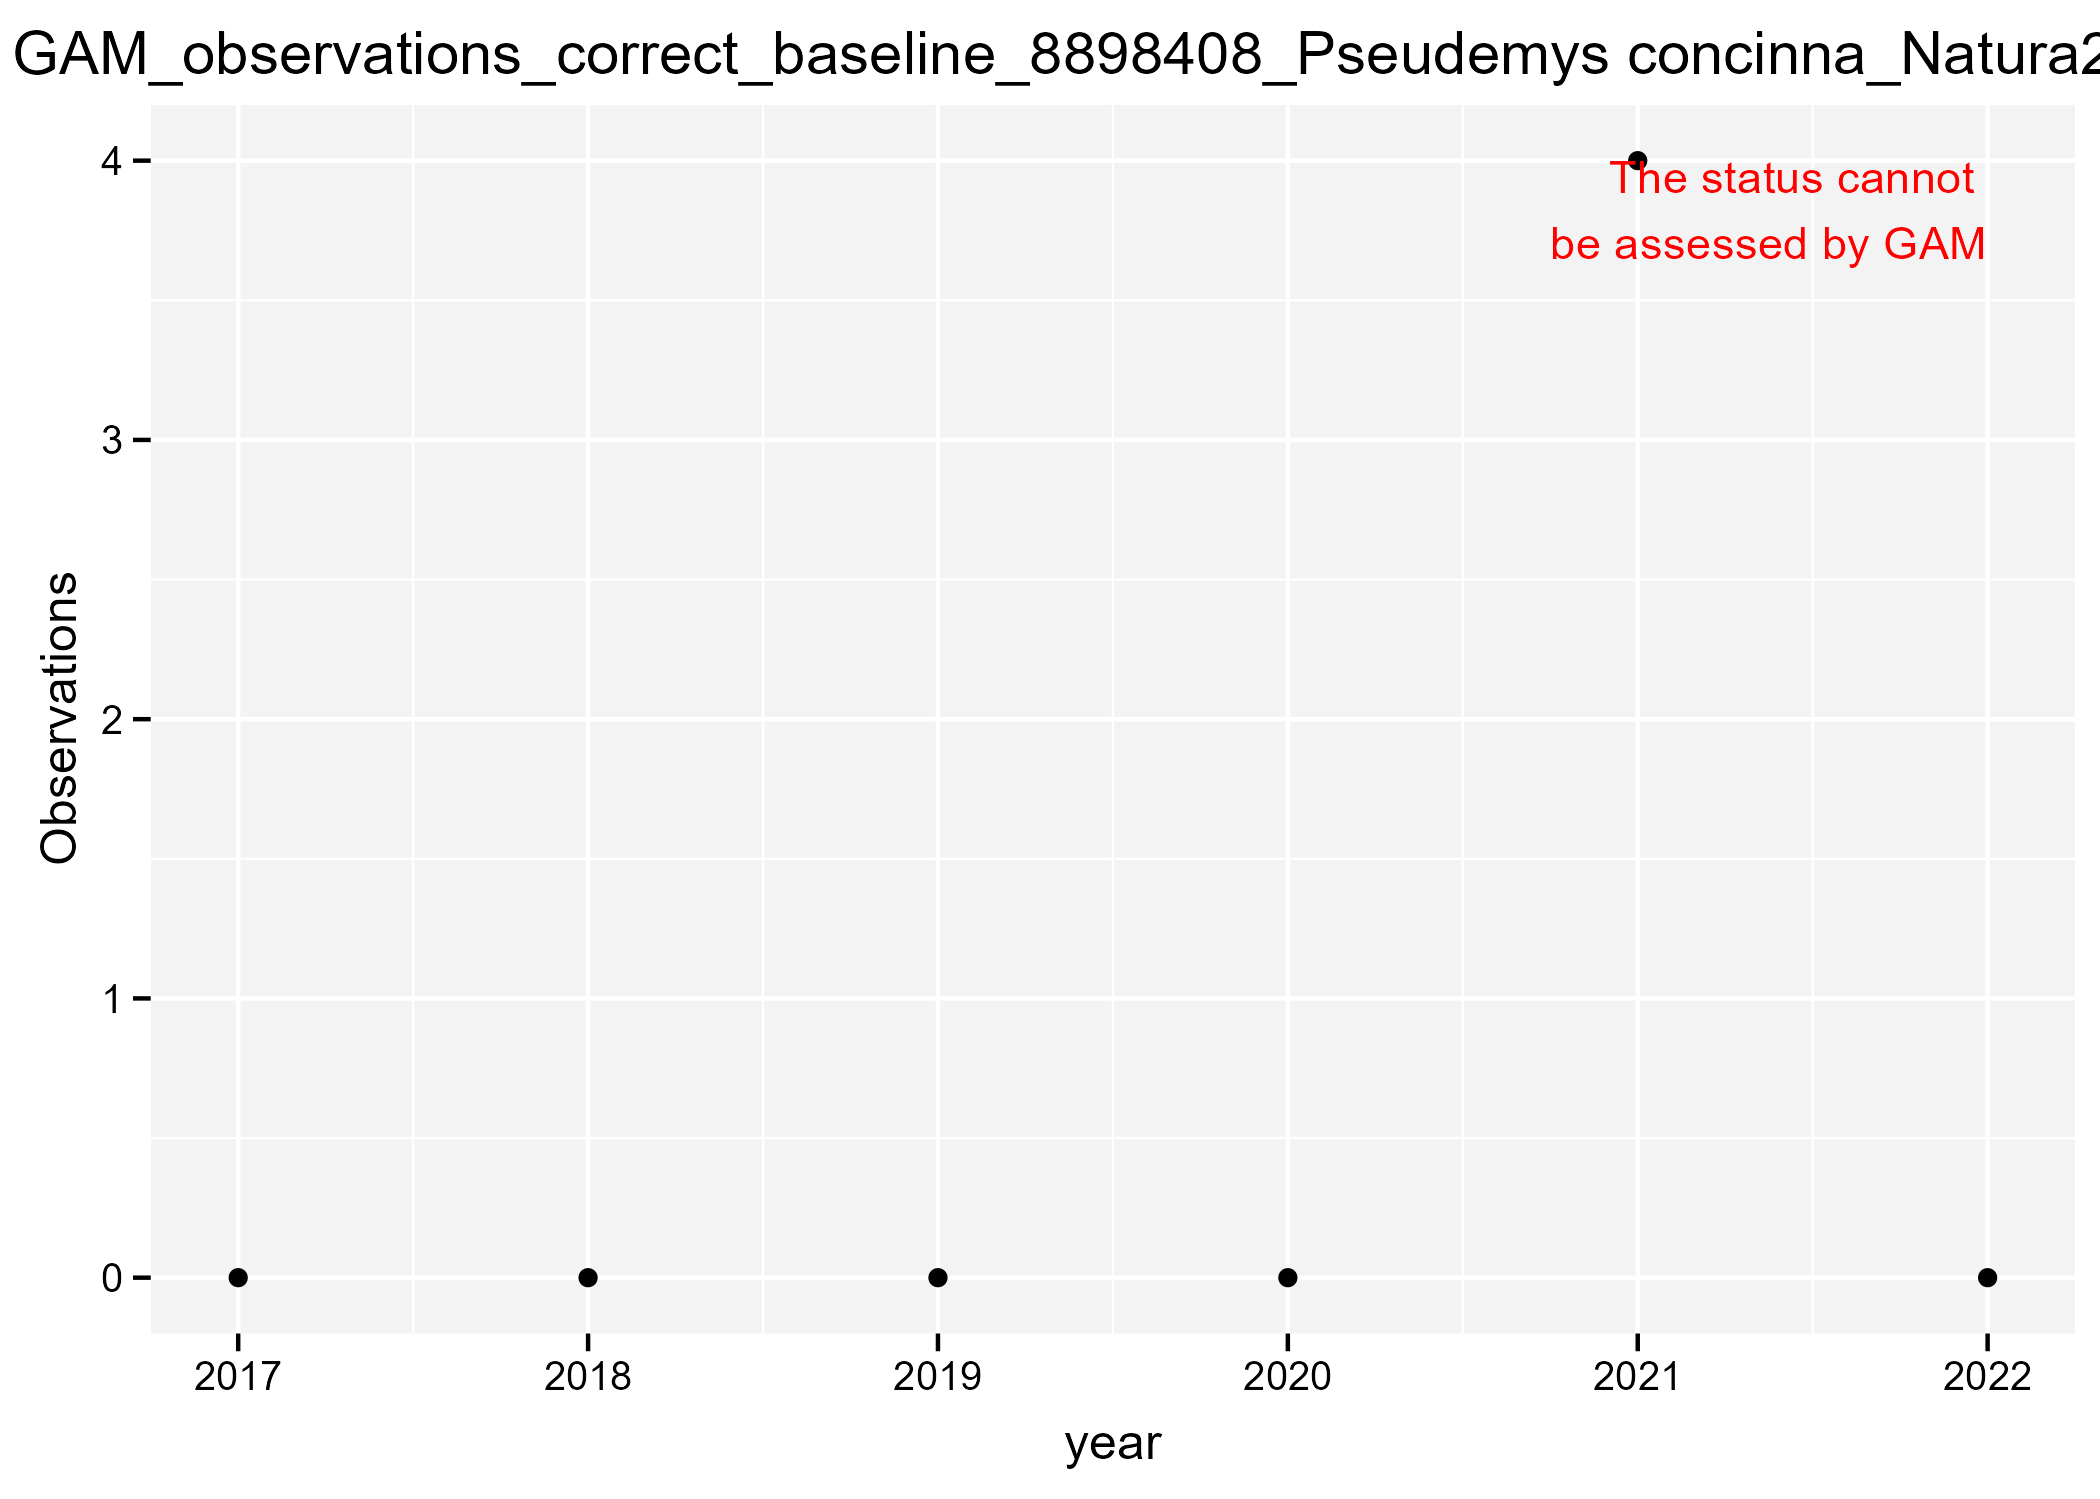 GAM_observations_correct_baseline_8898408_Pseudemys concinna_Natura2
The status cannot
be assessed by GAM
Observations
4
3
2
1
0
2017 2018 2019 2020 2021 2022
year